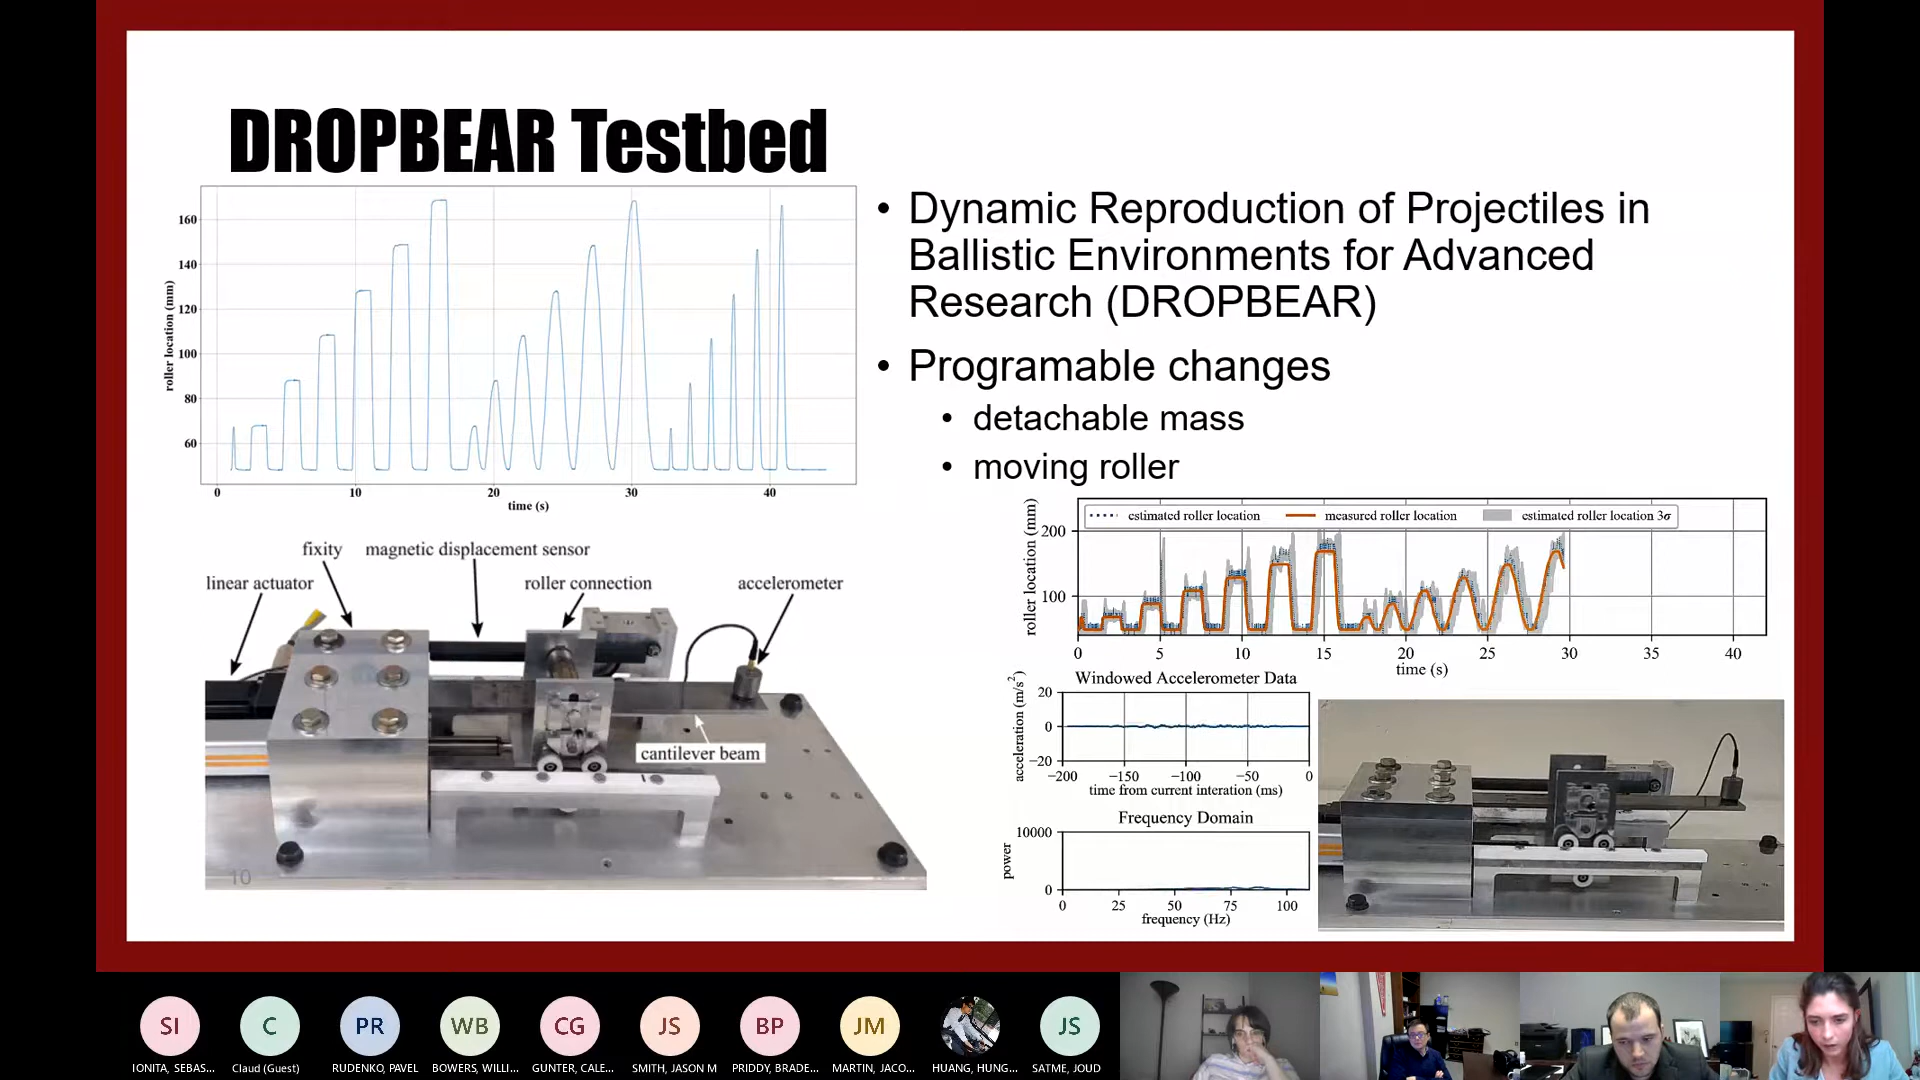 DROPBEAR Testbed
160
140
120
100
80
60
roller location (mm)
0 10 20 30 40
time (s)
• Dynamic Reproduction of Projectiles in
Ballistic Environments for Advanced
Research (DROPBEAR)
• Programable changes
• detachable mass
• moving roller
fixity magnetic displacement sensor
linear actuator roller connection accelerometer
cantilever beam
10
estimated roller location measured roller location estimated roller location 3σ
200
100
roller location (mm)
0 5 10 15 20 25 30 35 40
time (s)
Windowed Accelerometer Data
20
0
−20
acceleration (m/s²)
−200 −150 −100 −50 0
time from current interation (ms)
Frequency Domain
10000
0
power
0 25 50 75 100
frequency (Hz)
SI C PR WB CG JS BP JM JS
IONITA, SEBAS... Claud (Guest) RUDENKO, PAVEL BOWERS, WILLI... GUNTER, CALE... SMITH, JASON M PRIDDY, BRADE... MARTIN, JACO... HUANG, HUNG... SATME, JOUD